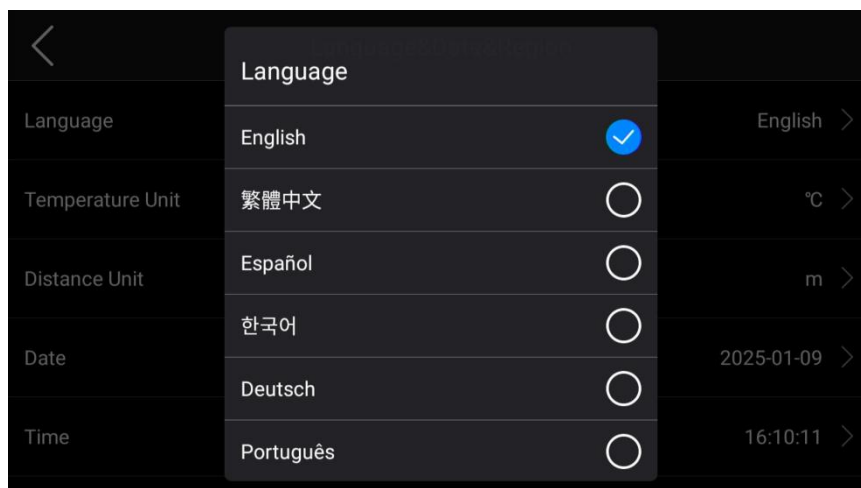 Language
English
繁體中文
Español
한국어
Deutsch
Português
Language English
Temperature Unit ℃
Distance Unit m
Date 2025-01-09
Time 16:10:11